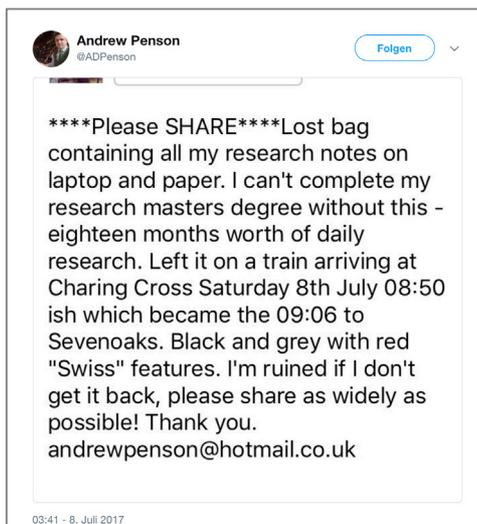 Andrew Penson
@ADPenson
Folgen
****Please SHARE****Lost bag
containing all my research notes on
laptop and paper. I can't complete my
research masters degree without this -
eighteen months worth of daily
research. Left it on a train arriving at
Charing Cross Saturday 8th July 08:50
ish which became the 09:06 to
Sevenoaks. Black and grey with red
"Swiss" features. I'm ruined if I don't
get it back, please share as widely as
possible! Thank you.
andrewpenson@hotmail.co.uk
03:41 - 8. Juli 2017